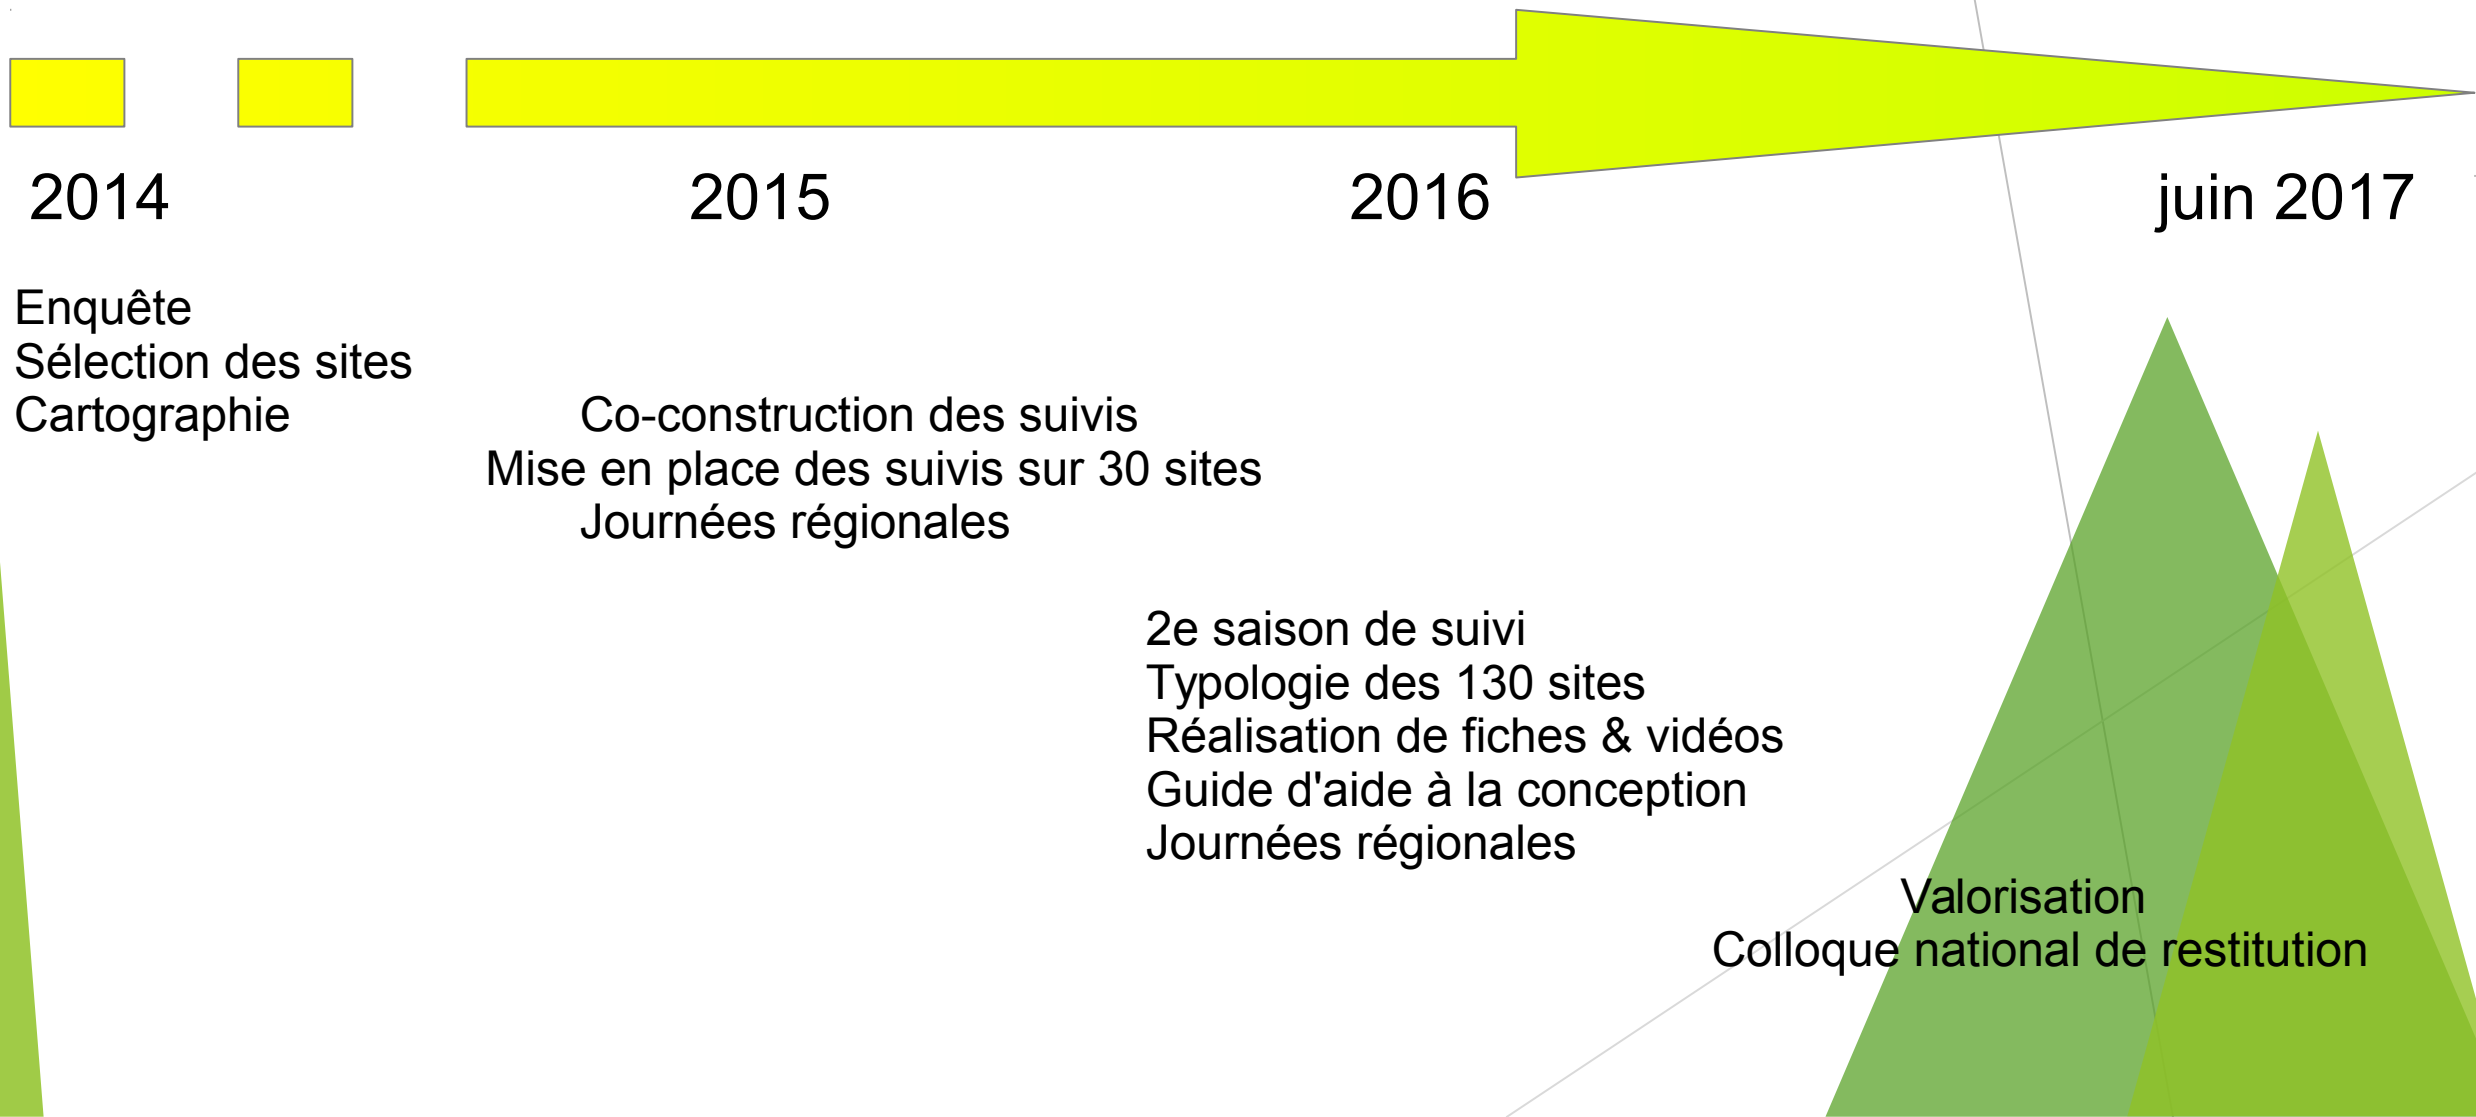 2014 2015 2016 juin 2017
Enquête
Sélection des sites
Cartographie
Co-construction des suivis
Mise en place des suivis sur 30 sites
Journées régionales
2e saison de suivi
Typologie des 130 sites
Réalisation de fiches & vidéos
Guide d'aide à la conception
Journées régionales
Valorisation
Colloque national de restitution